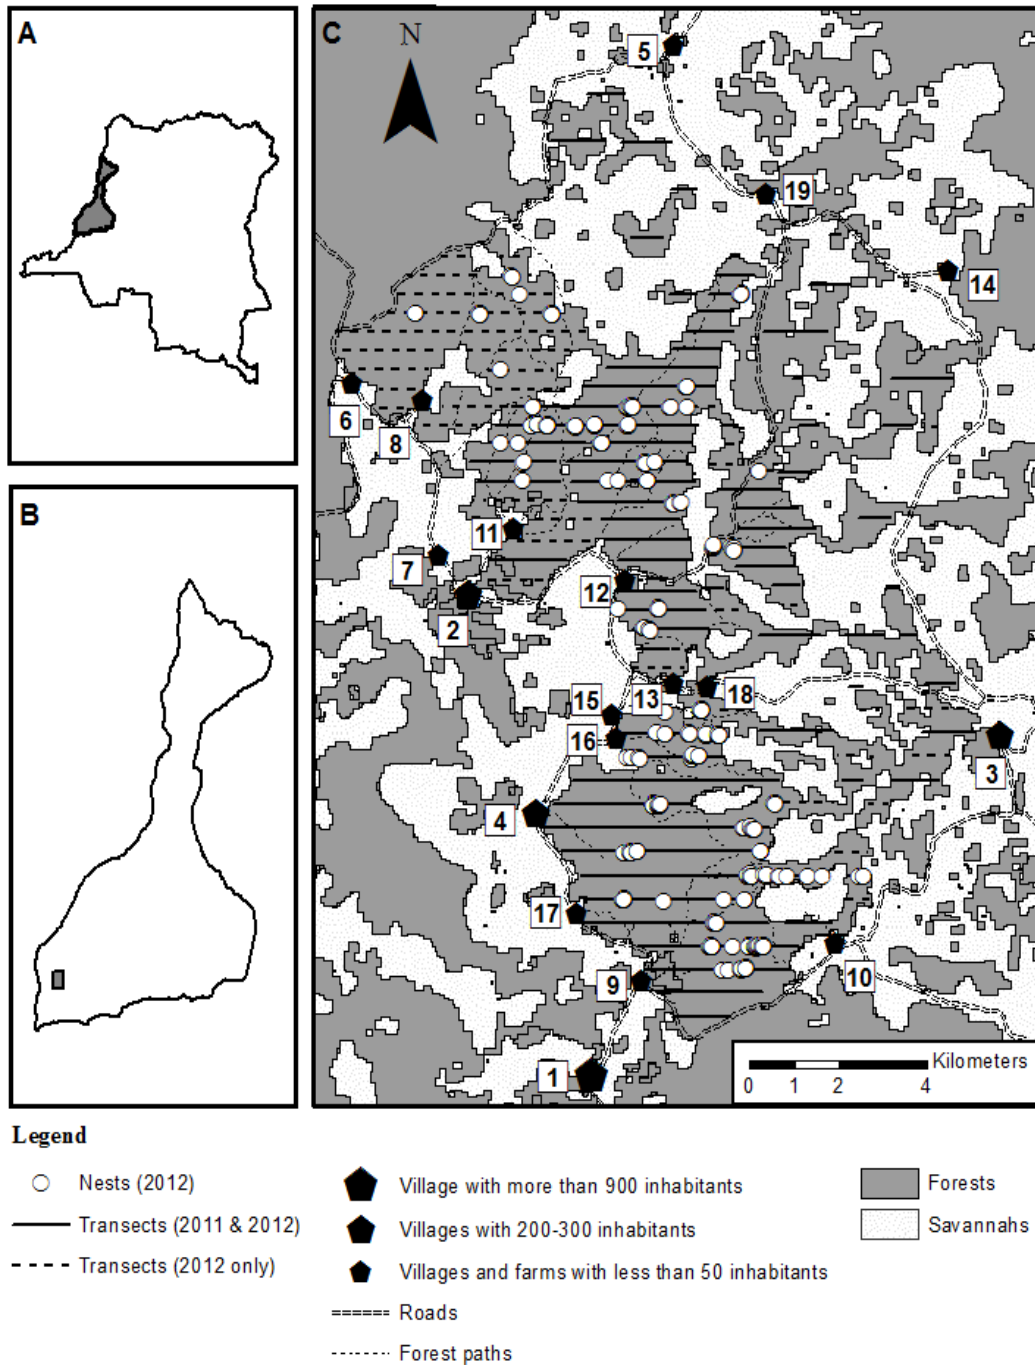 A
B
C
N
5
19
14
6
8
11
7
2
12
13
18
15
16
3
4
17
10
9
1
Kilometers
0 1 2 4
Legend
Nests (2012)
Transects (2011 & 2012)
Transects (2012 only)
Village with more than 900 inhabitants
Villages with 200-300 inhabitants
Villages and farms with less than 50 inhabitants
Roads
Forest paths
Forests
Savannahs